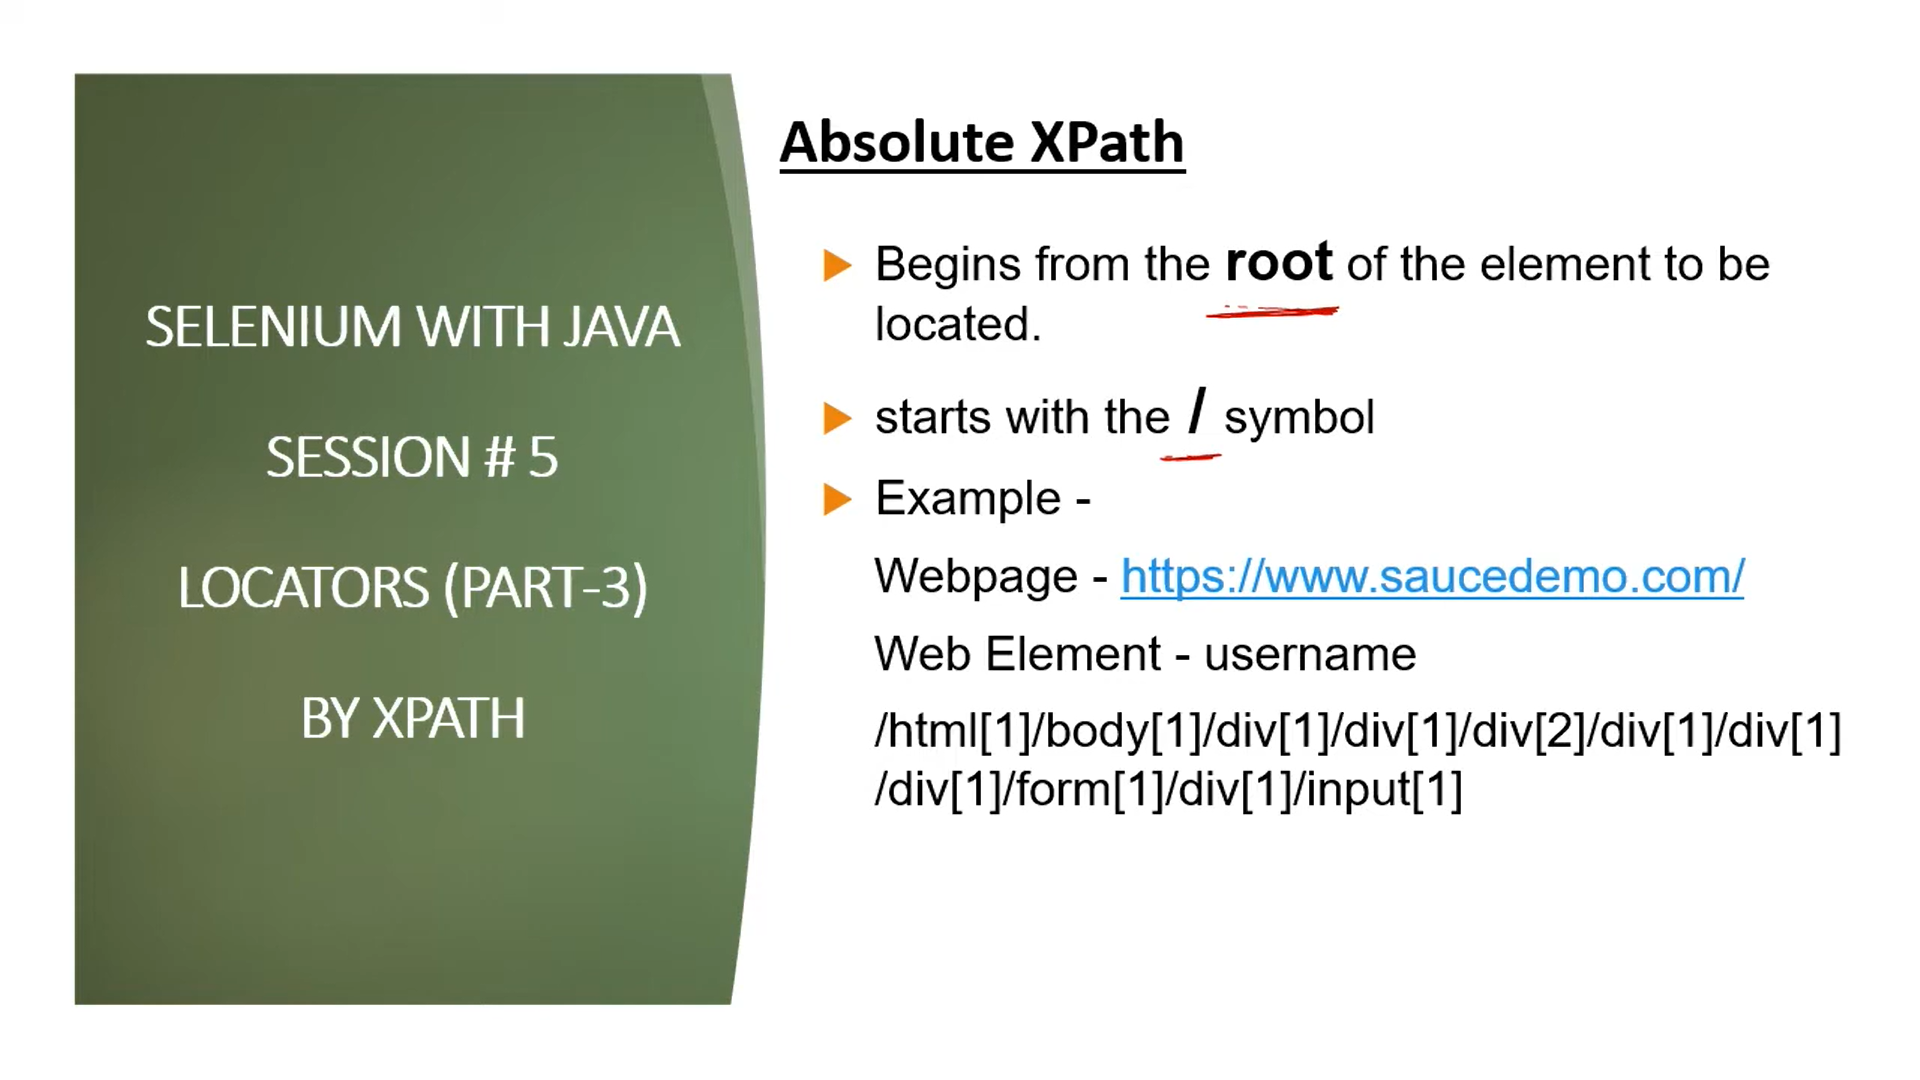 SELENIUM WITH JAVA
SESSION # 5
LOCATORS (PART-3)
BY XPATH
Absolute XPath
Begins from the root of the element to be
located.
starts with the / symbol
Example -
Webpage - https://www.saucedemo.com/
Web Element - username
/html[1]/body[1]/div[1]/div[1]/div[2]/div[1]/div[1]
/div[1]/form[1]/div[1]/input[1]